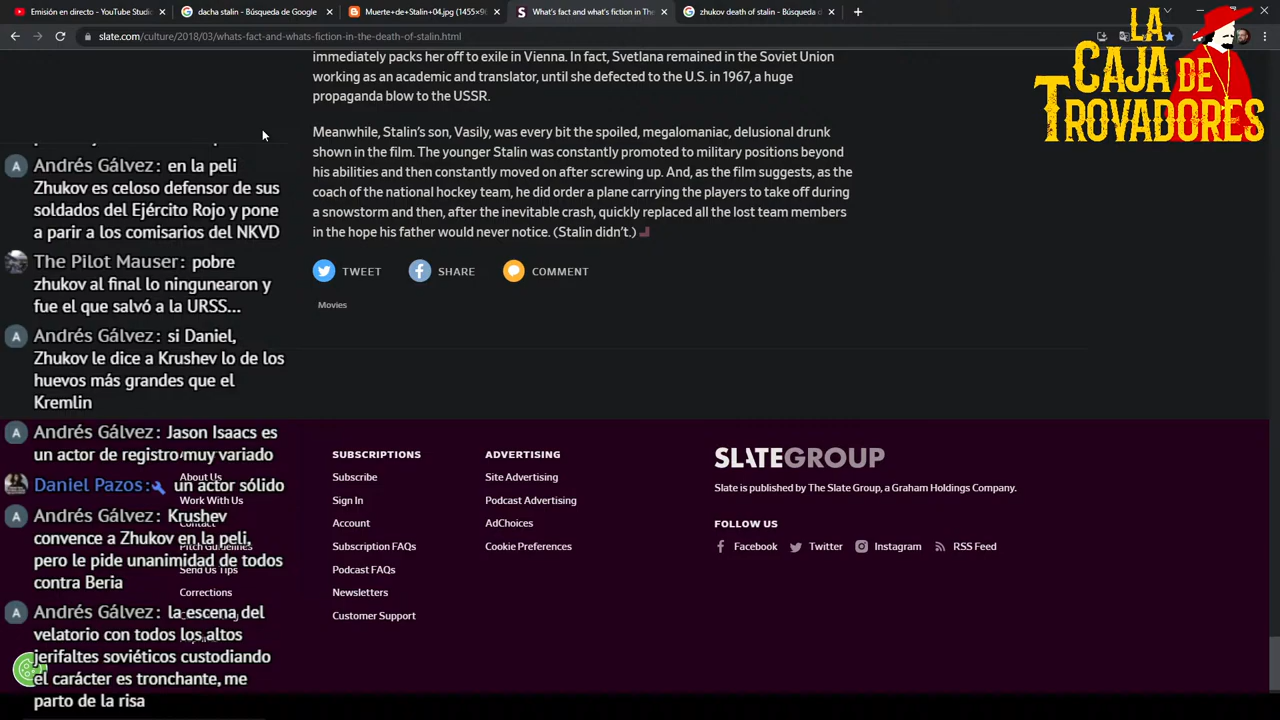 Emisión en directo - YouTube Studi
dacha stalin - Búsqueda de Google
Muerte+de+Stalin+04.jpg (1455×9
What's fact and what's fiction in The
zhukov death of stalin - Búsqueda d
slate.com/culture/2018/03/whats-fact-and-whats-fiction-in-the-death-of-stalin.html
LA
CAJA DE
TROVADORES
immediately packs her off to exile in Vienna. In fact, Svetlana remained in the Soviet Union
working as an academic and translator, until she defected to the U.S. in 1967, a huge
propaganda blow to the USSR.
Meanwhile, Stalin's son, Vasily, was every bit the spoiled, megalomaniac, delusional drunk
shown in the film. The younger Stalin was constantly promoted to military positions beyond
his abilities and then constantly moved on after screwing up. And, as the film suggests, as the
coach of the national hockey team, he did order a plane carrying the players to take off during
a snowstorm and then, after the inevitable crash, quickly replaced all the lost team members
in the hope his father would never notice. (Stalin didn't.)
TWEET
SHARE
COMMENT
Movies
A
Andrés Gálvez: en la peli
Zhukov es celoso defensor de sus
soldados del Ejército Rojo y pone
a parir a los comisarios del NKVD
The Pilot Mauser: pobre
zhukov al final lo ningunearon y
fue el que salvó a la URSS...
A
Andrés Gálvez: si Daniel,
Zhukov le dice a Krushev lo de los
huevos más grandes que el
Kremlin
A
Andrés Gálvez: Jason Isaacs es
un actor de registro muy variado
Daniel Pazos: un actor sólido
A
Andrés Gálvez: Krushev
convence a Zhukov en la peli,
pero le pide unanimidad de todos
contra Beria
A
Andrés Gálvez: la escena del
velatorio con todos los altos
jerifaltes soviéticos custodiando
el carácter es tronchante, me
parto de la risa
About Us
Work With Us
Contact
Pitch Guidelines
Send Us Tips
Corrections
SUBSCRIPTIONS
Subscribe
Sign In
Account
Subscription FAQs
Podcast FAQs
Newsletters
Customer Support
ADVERTISING
Site Advertising
Podcast Advertising
AdChoices
Cookie Preferences
SLATEGROUP
Slate is published by The Slate Group, a Graham Holdings Company.
FOLLOW US
Facebook
Twitter
Instagram
RSS Feed